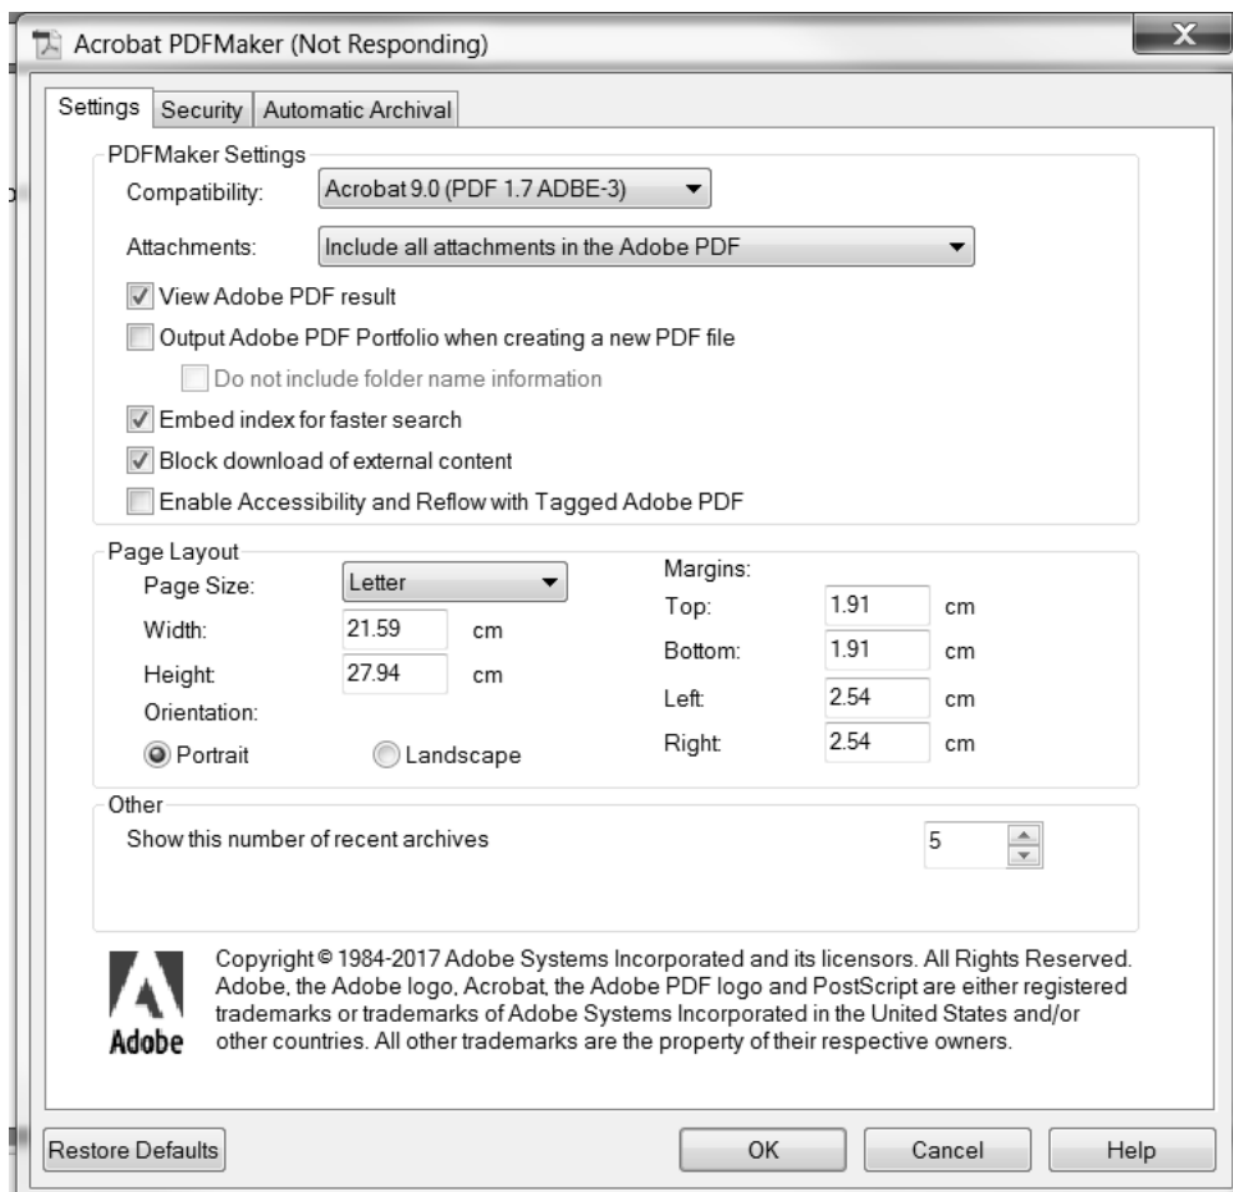 Acrobat PDFMaker (Not Responding)
X
Settings
Security
Automatic Archival
PDFMaker Settings
Compatibility: Acrobat 9.0 (PDF 1.7 ADBE-3)
Attachments: Include all attachments in the Adobe PDF
View Adobe PDF result
Output Adobe PDF Portfolio when creating a new PDF file
Do not include folder name information
Embed index for faster search
Block download of external content
Enable Accessibility and Reflow with Tagged Adobe PDF
Page Layout
Page Size: Letter
Width: 21.59 cm
Height: 27.94 cm
Orientation:
Portrait
Landscape
Margins:
Top: 1.91 cm
Bottom: 1.91 cm
Left: 2.54 cm
Right: 2.54 cm
Other
Show this number of recent archives 5
Adobe
Copyright © 1984-2017 Adobe Systems Incorporated and its licensors. All Rights Reserved.
Adobe, the Adobe logo, Acrobat, the Adobe PDF logo and PostScript are either registered
trademarks or trademarks of Adobe Systems Incorporated in the United States and/or
other countries. All other trademarks are the property of their respective owners.
Restore Defaults
OK
Cancel
Help